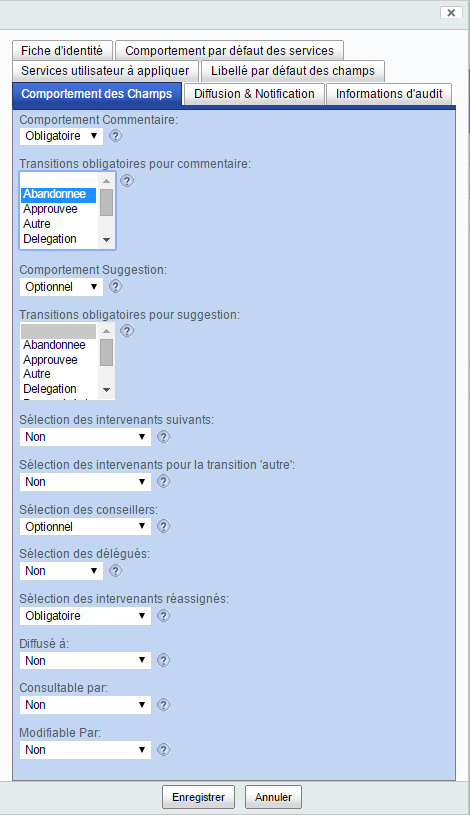 Fiche d'identité
Comportement par défaut des services
Services utilisateur à appliquer
Libellé par défaut des champs
Comportement des Champs
Diffusion & Notification
Informations d'audit
Comportement Commentaire:
Obligatoire
Transitions obligatoires pour commentaire:
Abandonnee
Approuvee
Autre
Delegation
Comportement Suggestion:
Optionnel
Transitions obligatoires pour suggestion:
Abandonnee
Approuvee
Autre
Delegation
Sélection des intervenants suivants:
Non
Sélection des intervenants pour la transition 'autre':
Non
Sélection des conseillers:
Optionnel
Sélection des délégués:
Non
Sélection des intervenants réassignés:
Obligatoire
Diffusé à:
Non
Consultable par:
Non
Modifiable Par:
Non
Enregistrer
Annuler